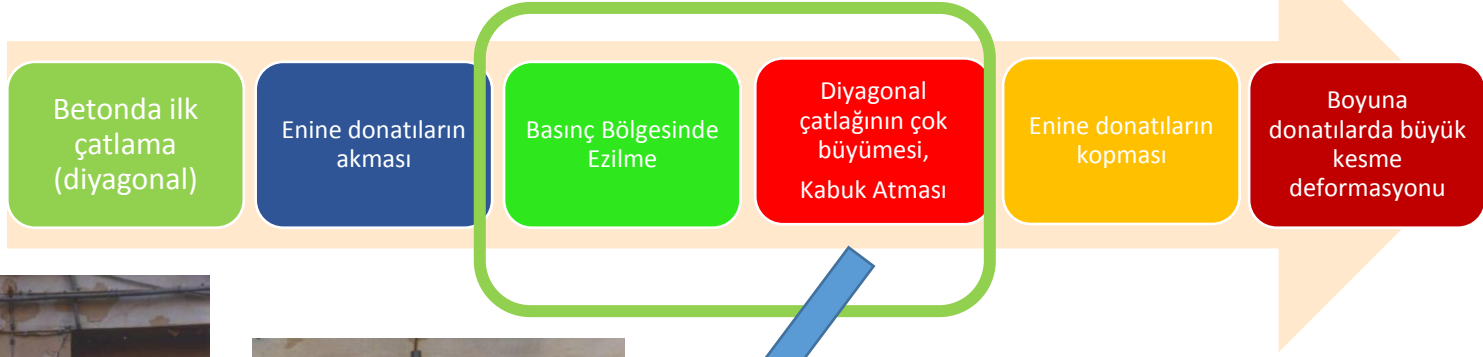 Betonda ilk
çatlama
(diyagonal)
Enine donatıların
akması
Basınç Bölgesinde
Ezilme
Diyagonal
çatlağının çok
büyümesi,
Kabuk Atması
Enine donatıların
kopması
Boyuna
donatılarda büyük
kesme
deformasyonu